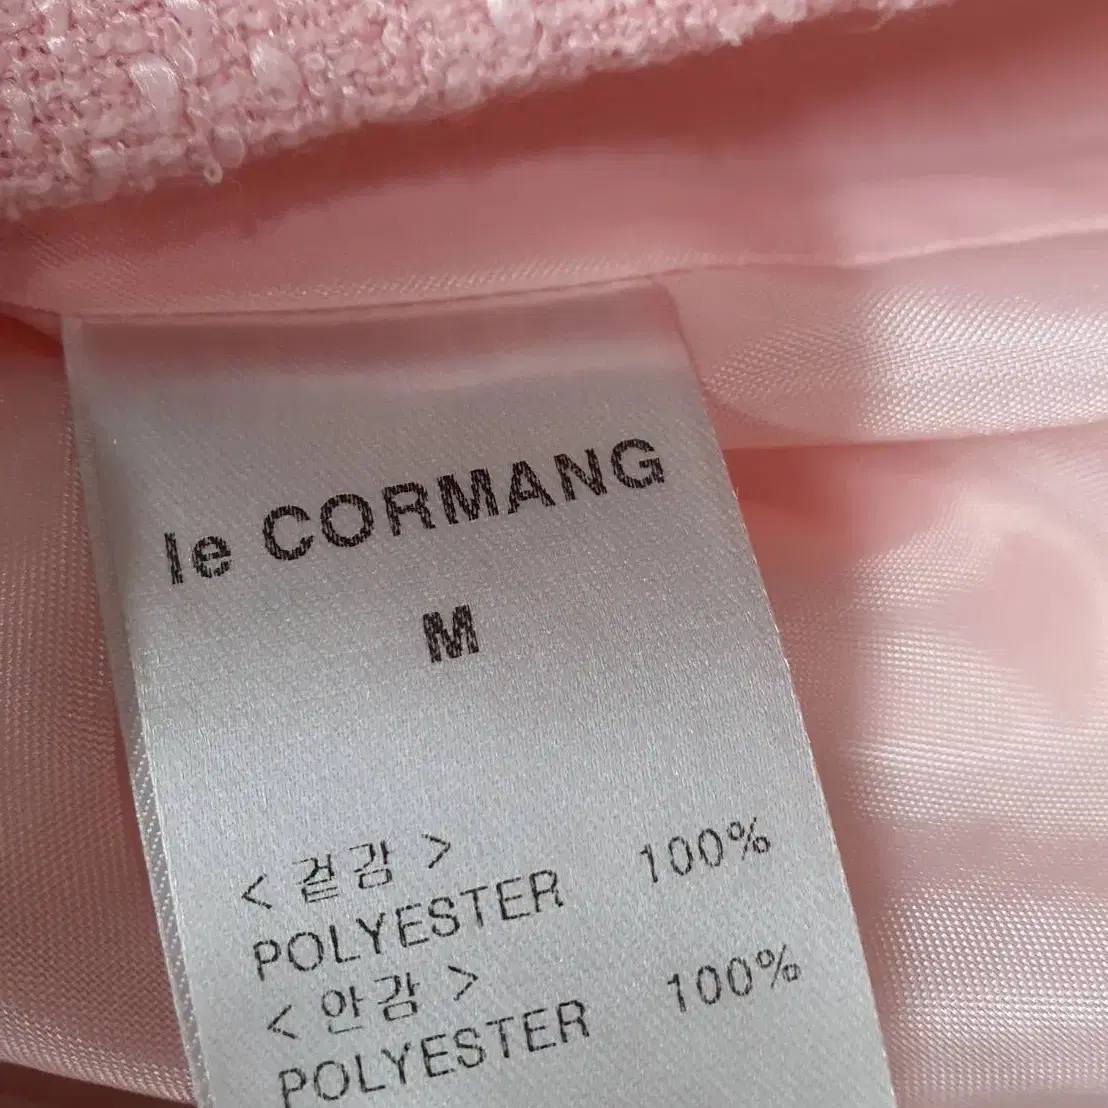 le CORMANG
M
< 겉감 >
POLYESTER 100%
< 안감 >
POLYESTER 100%